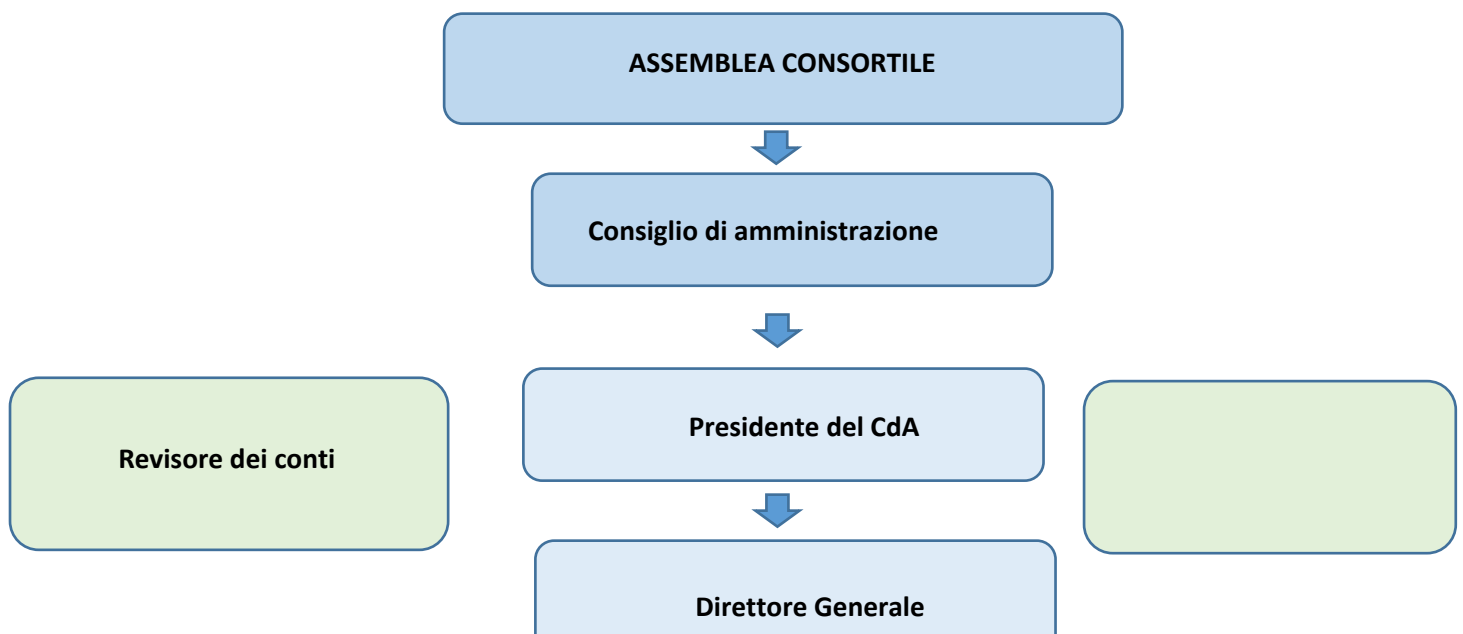 ASSEMBLEA CONSORTILE
Consiglio di amministrazione
Presidente del CdA
Revisore dei conti
Direttore Generale